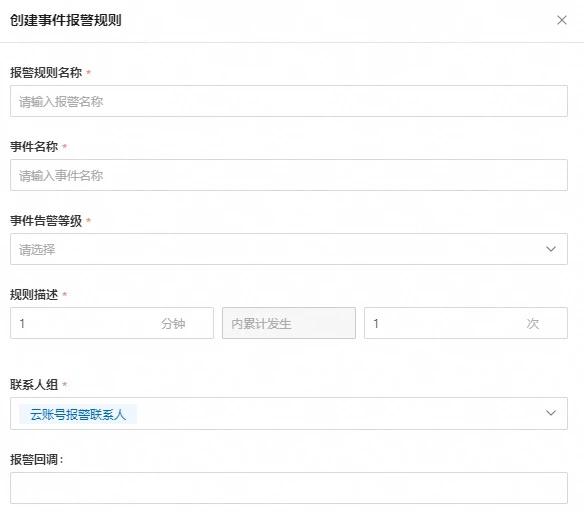 创建事件报警规则
报警规则名称 *
请输入报警名称
事件名称 *
请输入事件名称
事件告警等级 *
请选择
规则描述 *
1 分钟 内累计发生 1 次
联系人组 *
云账号报警联系人
报警回调：